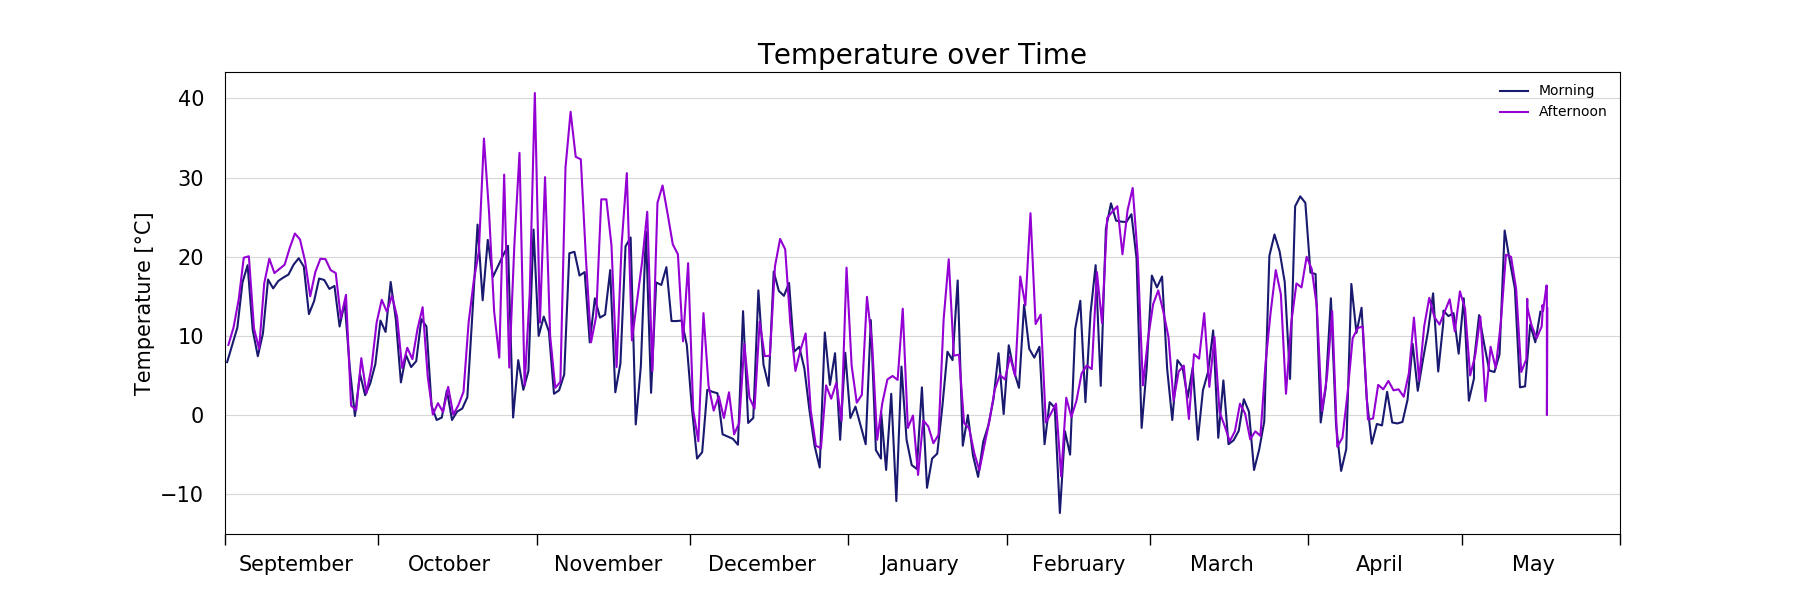 Temperature over Time
Morning
Afternoon
Temperature [°C]
40
30
20
10
0
−10
September October November December January February March April May